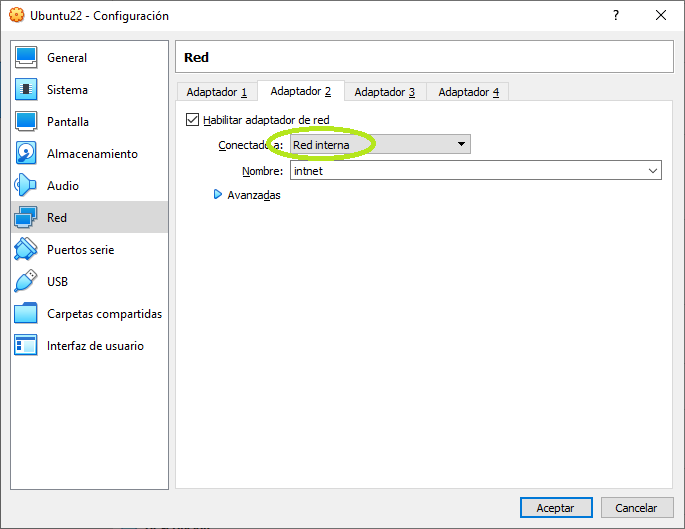 Ubuntu22 - Configuración
?
General
Sistema
Pantalla
Almacenamiento
Audio
Red
Puertos serie
USB
Carpetas compartidas
Interfaz de usuario
Red
Adaptador 1 Adaptador 2 Adaptador 3 Adaptador 4
Habilitar adaptador de red
Conectado a: Red interna
Nombre: intnet
Avanzadas
Aceptar Cancelar